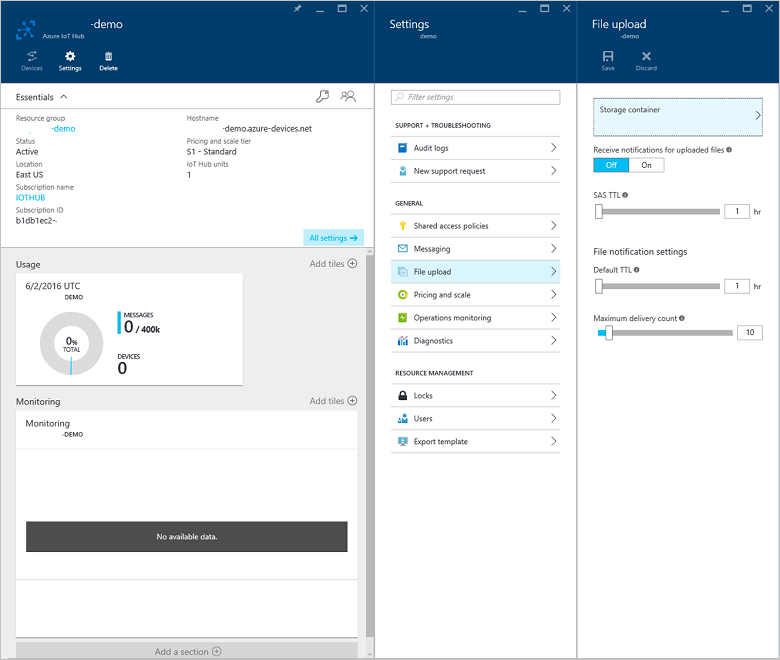 -demo
Azure IoT Hub
Devices
Settings
Delete
Essentials
Resource group
-demo
Status
Active
Location
East US
Subscription name
IOTHUB
Subscription ID
b1db1ec2-
Hostname
-demo.azure-devices.net
Pricing and scale tier
S1 - Standard
IoT Hub units
1
All settings →
Usage
Add tiles
6/2/2016 UTC
DEMO
0%
TOTAL
MESSAGES
0 / 400k
DEVICES
0
Monitoring
Add tiles
Monitoring
-DEMO
No available data.
Add a section
Settings
demo
Filter settings
SUPPORT + TROUBLESHOOTING
Audit logs
New support request
GENERAL
Shared access policies
Messaging
File upload
Pricing and scale
Operations monitoring
Diagnostics
RESOURCE MANAGEMENT
Locks
Users
Export template
File upload
-demo
Save
Discard
Storage container
Receive notifications for uploaded files
Off On
SAS TTL
1 hr
File notification settings
Default TTL
1 hr
Maximum delivery count
10